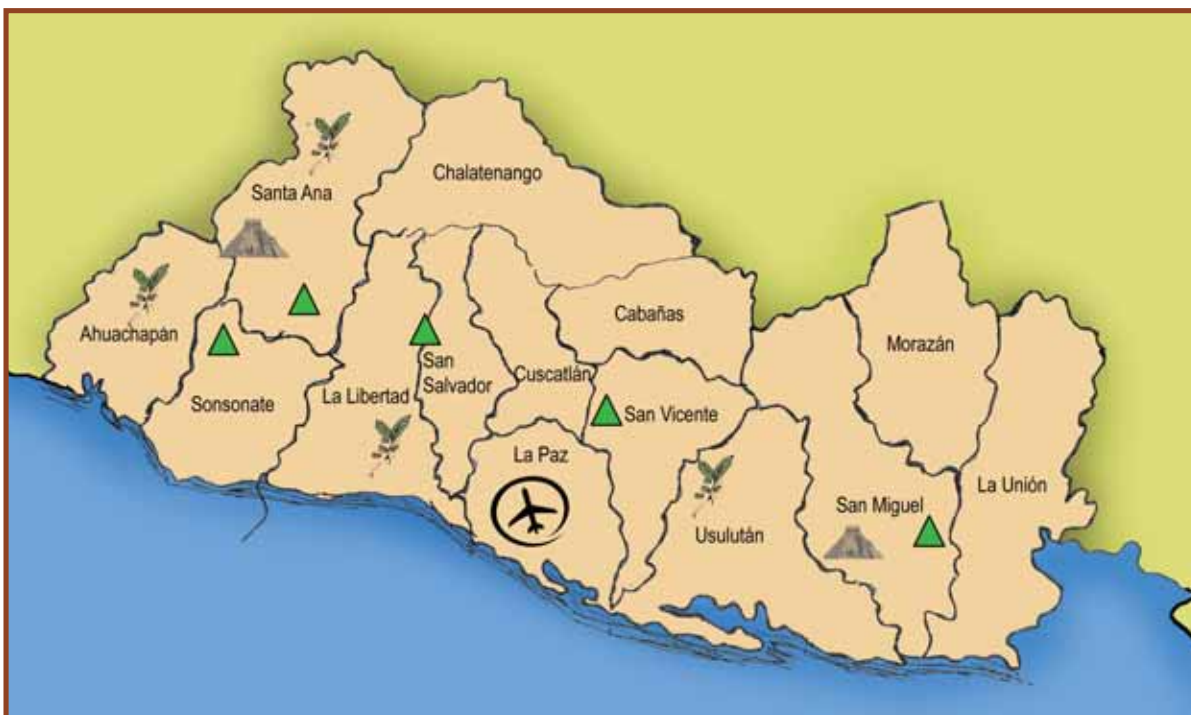 Chalatenango
Santa Ana
Cabañas
Ahuachapán
Morazán
San
Salvador
Cuscatlán
La Libertad
Sonsonate
San Vicente
La Paz
La Unión
San Miguel
Usulután